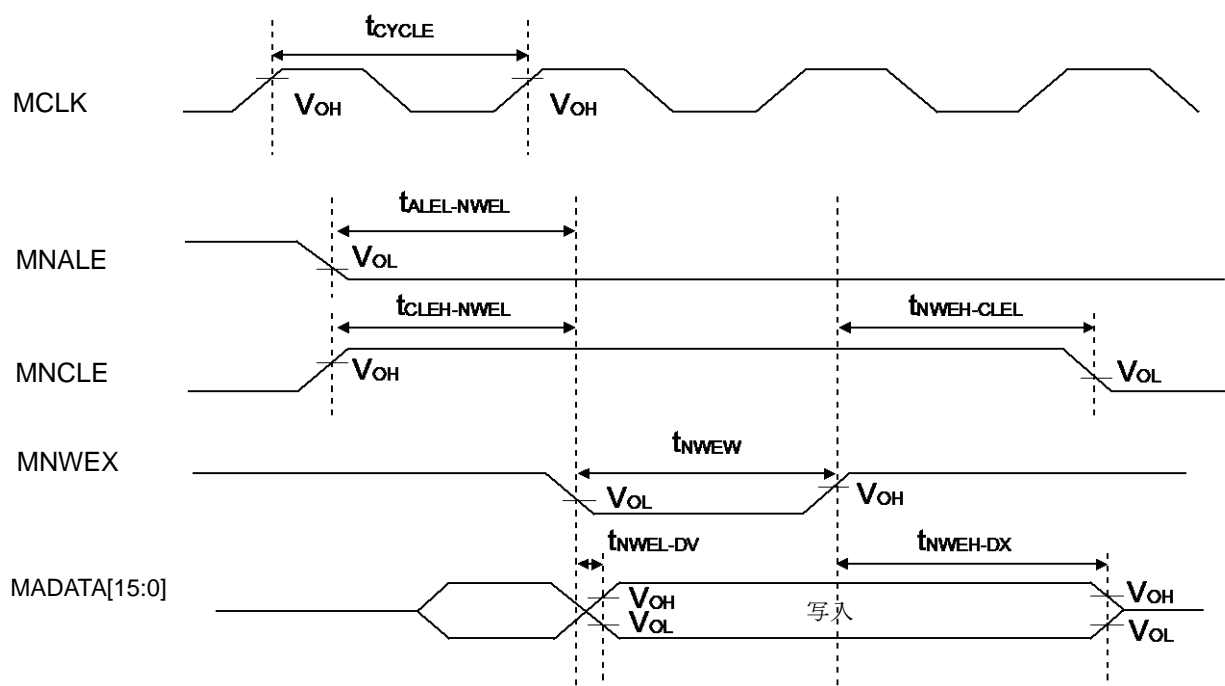 tCYCLE
MCLK
VOH
VOH
tALEL-NWEL
MNALE
VOL
tCLEH-NWEL
tNWEH-CLEL
MNCLE
VOH
VOL
MNWEX
tNWEW
VOL
VOH
tNWEL-DV
tNWEH-DX
MADATA[15:0]
VOH
VOL
写入
VOH
VOL